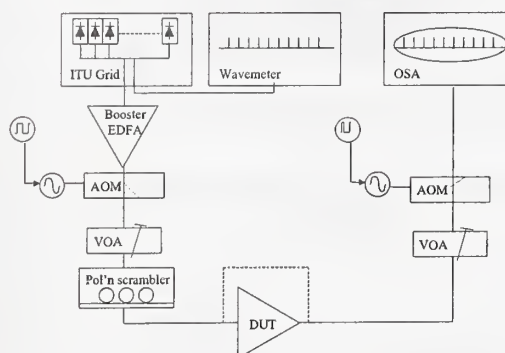 ITU Grid
Wavemeter
OSA
Booster
EDFA
AOM
AOM
VOA
VOA
Pol'n scrambler
DUT